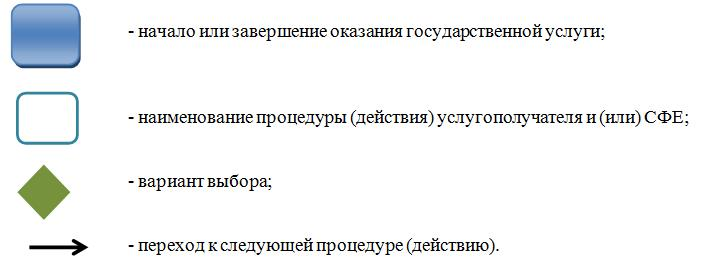 - начало или завершение оказания государственной услуги;
- наименование процедуры (действия) услугополучателя и (или) СФЕ;
- вариант выбора;
- переход к следующей процедуре (действию).